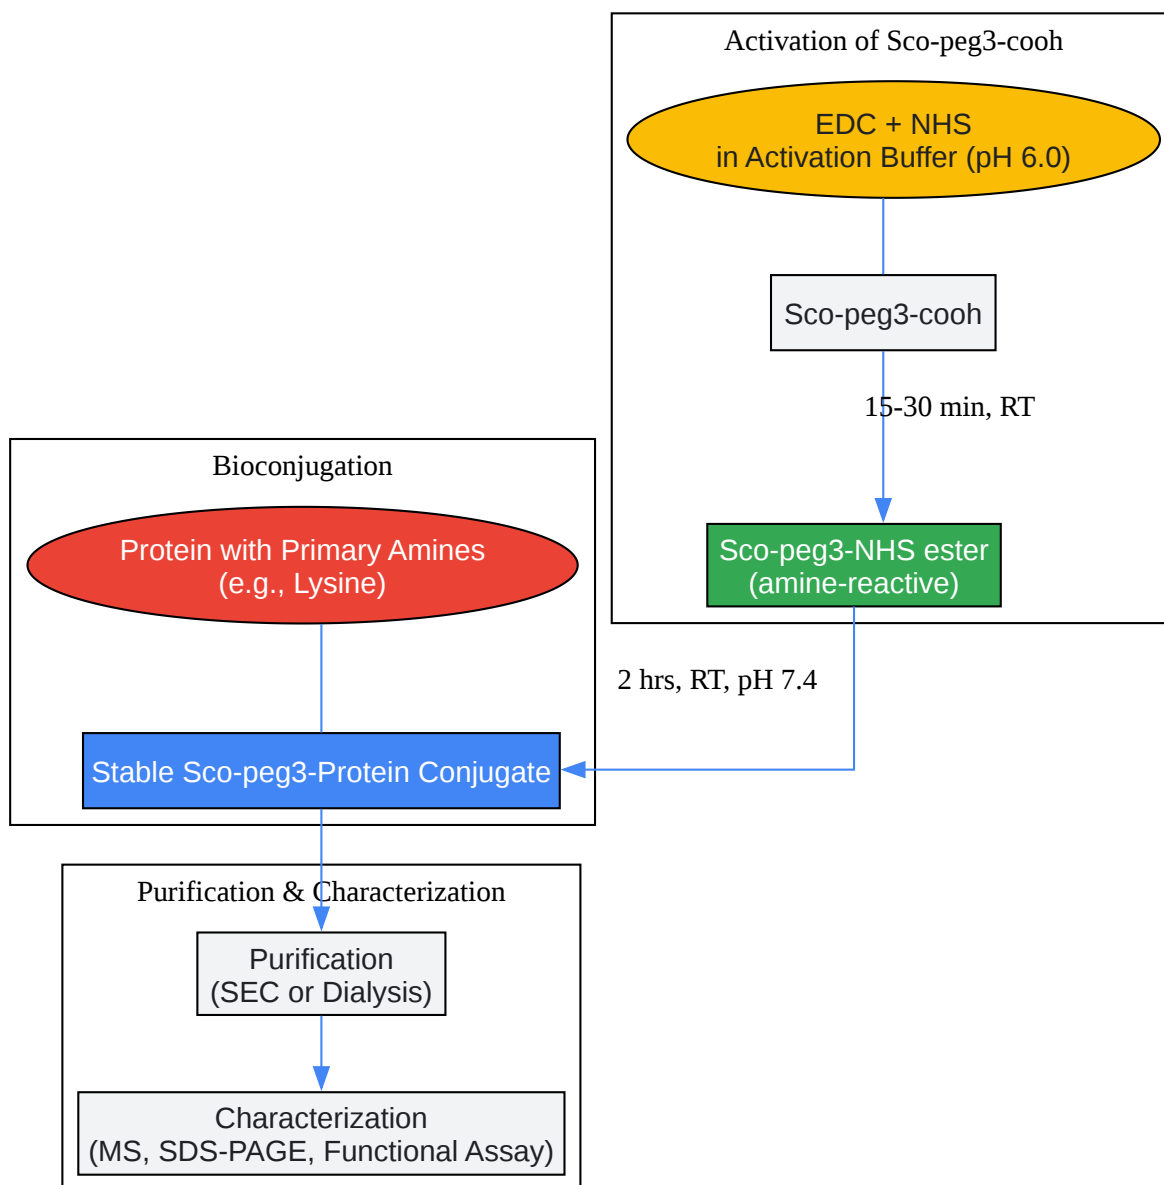 Activation of Sco-peg3-cooh
EDC + NHS
in Activation Buffer (pH 6.0)
Sco-peg3-cooh
15-30 min, RT
Sco-peg3-NHS ester
(amine-reactive)
2 hrs, RT, pH 7.4
Bioconjugation
Protein with Primary Amines
(e.g., Lysine)
Stable Sco-peg3-Protein Conjugate
Purification & Characterization
Purification
(SEC or Dialysis)
Characterization
(MS, SDS-PAGE, Functional Assay)